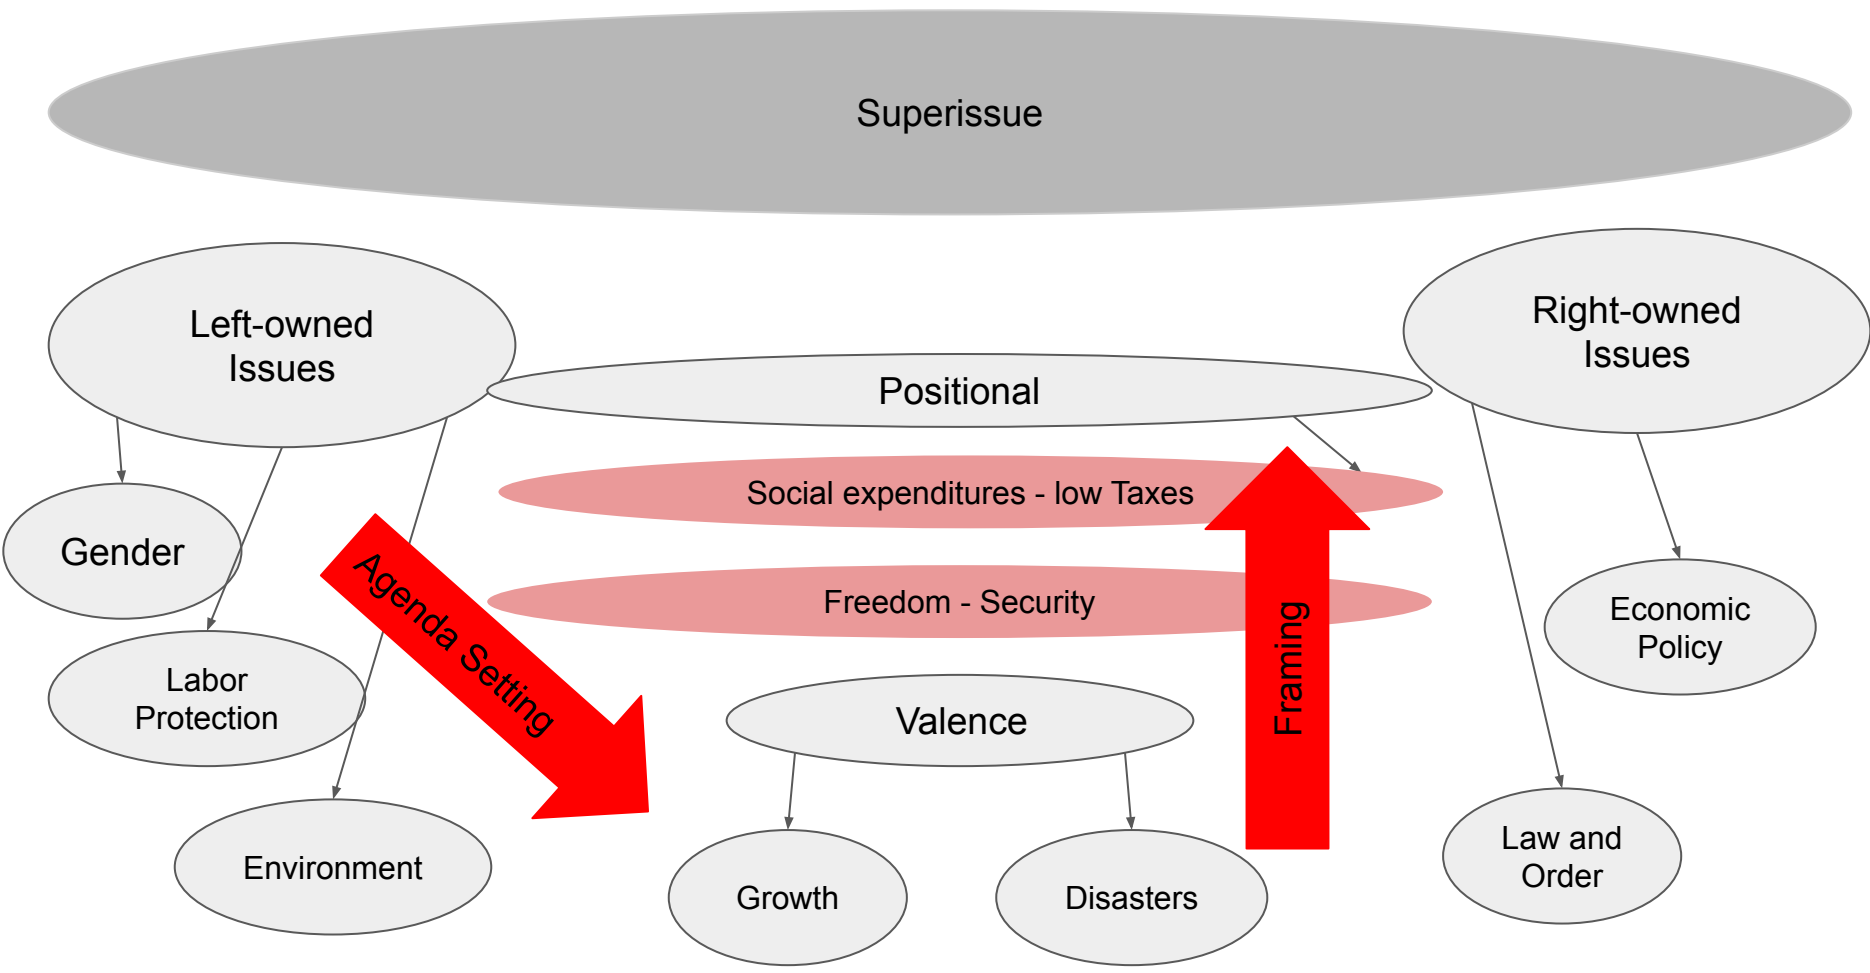 Superissue
Left-owned
Issues
Right-owned
Issues
Positional
Social expenditures - low Taxes
Gender
Agenda Setting
Freedom - Security
Framing
Economic
Policy
Labor
Protection
Valence
Environment
Growth
Disasters
Law and
Order